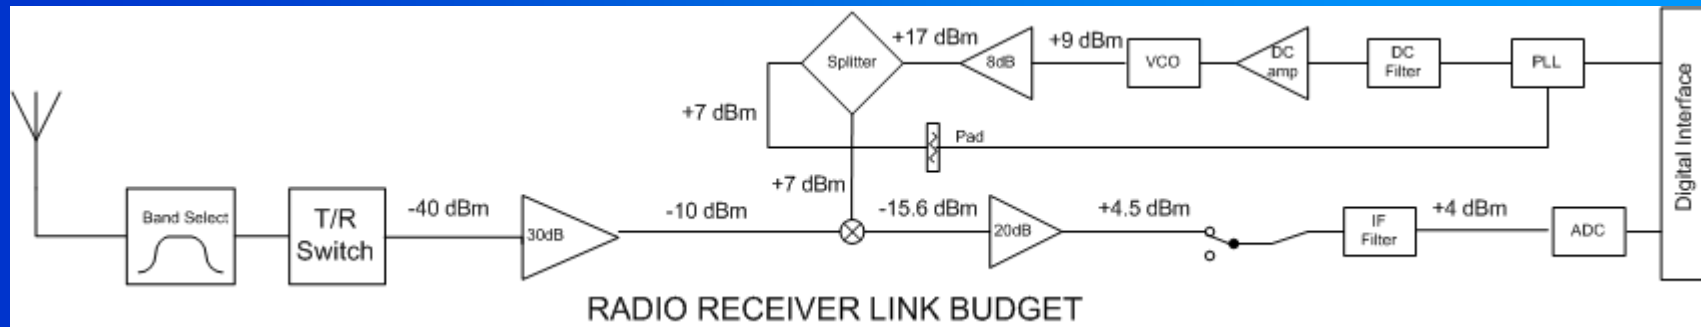 +17 dBm
+9 dBm
Splitter
8dB
VCO
DC
amp
DC
Filter
PLL
+7 dBm
Pad
Digital Interface
+7 dBm
Band Select
T/R
Switch
-40 dBm
30dB
-10 dBm
-15.6 dBm
20dB
+4.5 dBm
IF
Filter
+4 dBm
ADC
RADIO RECEIVER LINK BUDGET